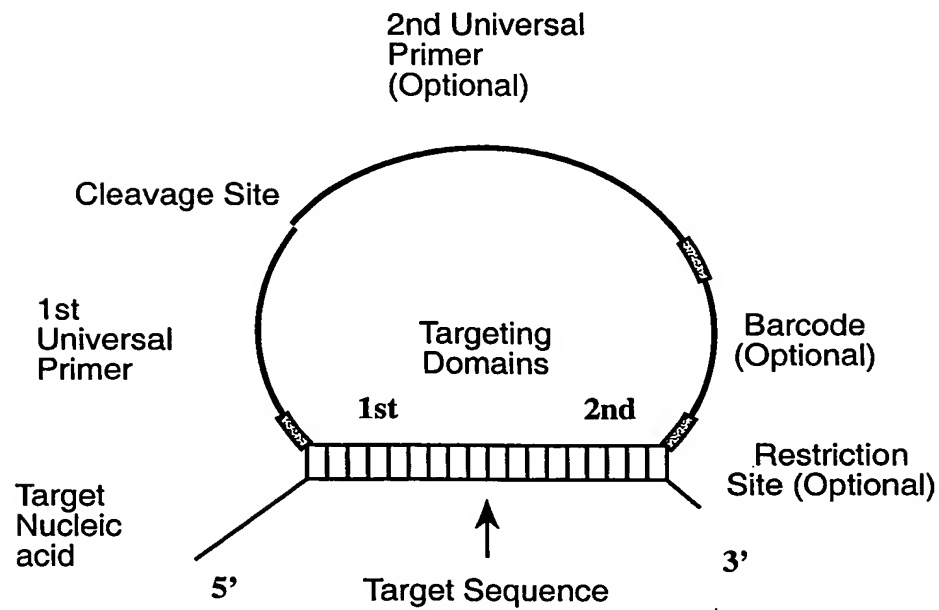 2nd Universal
Primer
(Optional)
Cleavage Site
1st
Universal
Primer
Targeting
Domains
Barcode
(Optional)
1st
2nd
Restriction
Site (Optional)
Target
Nucleic
acid
5’
3’
Target Sequence